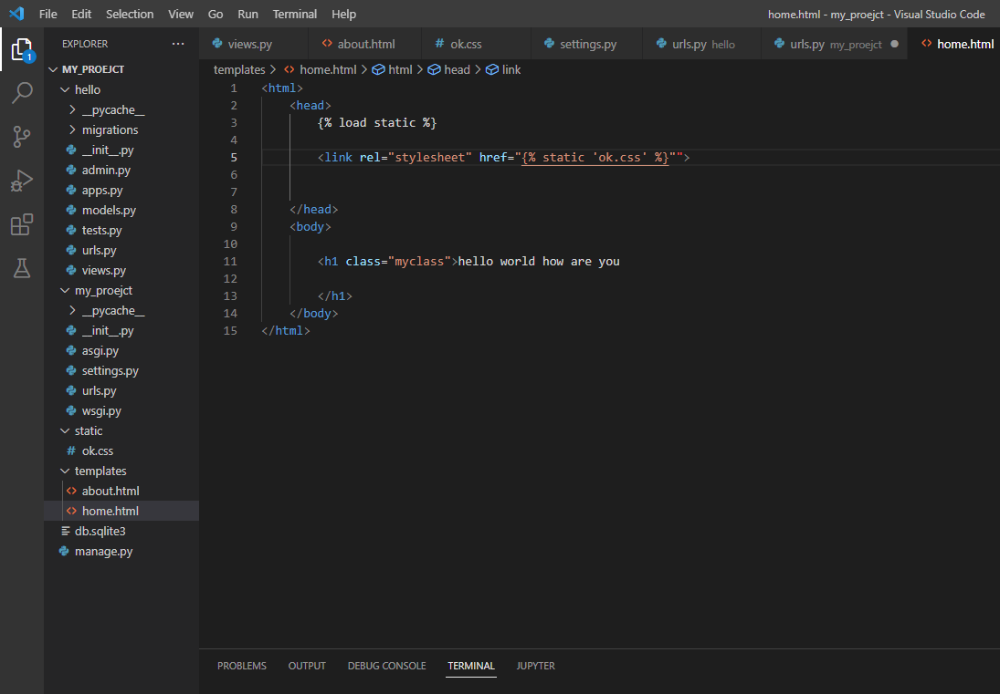 File Edit Selection View Go Run Terminal Help home.html - my_proejct - Visual Studio Code
EXPLORER ···
views.py about.html ok.css settings.py urls.py hello urls.py my_proejct home.html
templates > home.html > html > head > link
1
MY_PROEJCT
hello
__pycache__
migrations
__init__.py
admin.py
apps.py
models.py
tests.py
urls.py
views.py
my_proejct
__pycache__
__init__.py
asgi.py
settings.py
urls.py
wsgi.py
static
ok.css
templates
about.html
home.html
db.sqlite3
manage.py
1 <html>
2 <head>
3 {% load static %}
4
5 <link rel="stylesheet" href="{% static 'ok.css' %}"">
6
7
8 </head>
9 <body>
10
11 <h1 class="myclass">hello world how are you
12
13 </h1>
14 </body>
15 </html>
PROBLEMS OUTPUT DEBUG CONSOLE TERMINAL JUPYTER